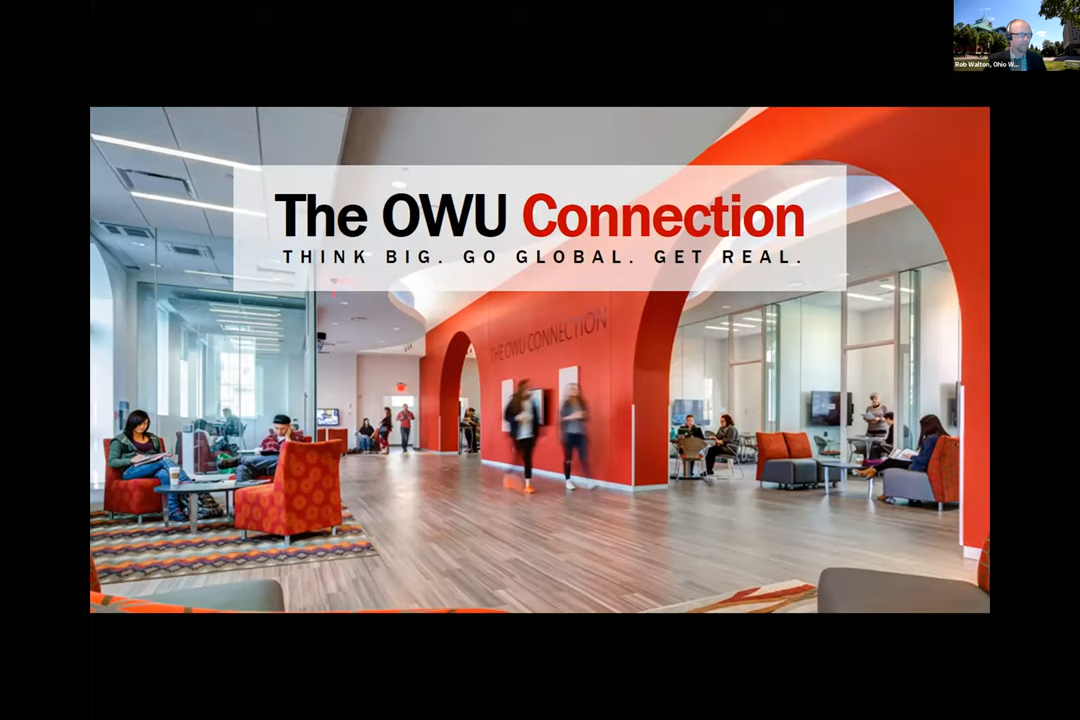 Rob Walton, Ohio W...
The OWU Connection
THINK BIG. GO GLOBAL. GET REAL.
THE OWU CONNECTION